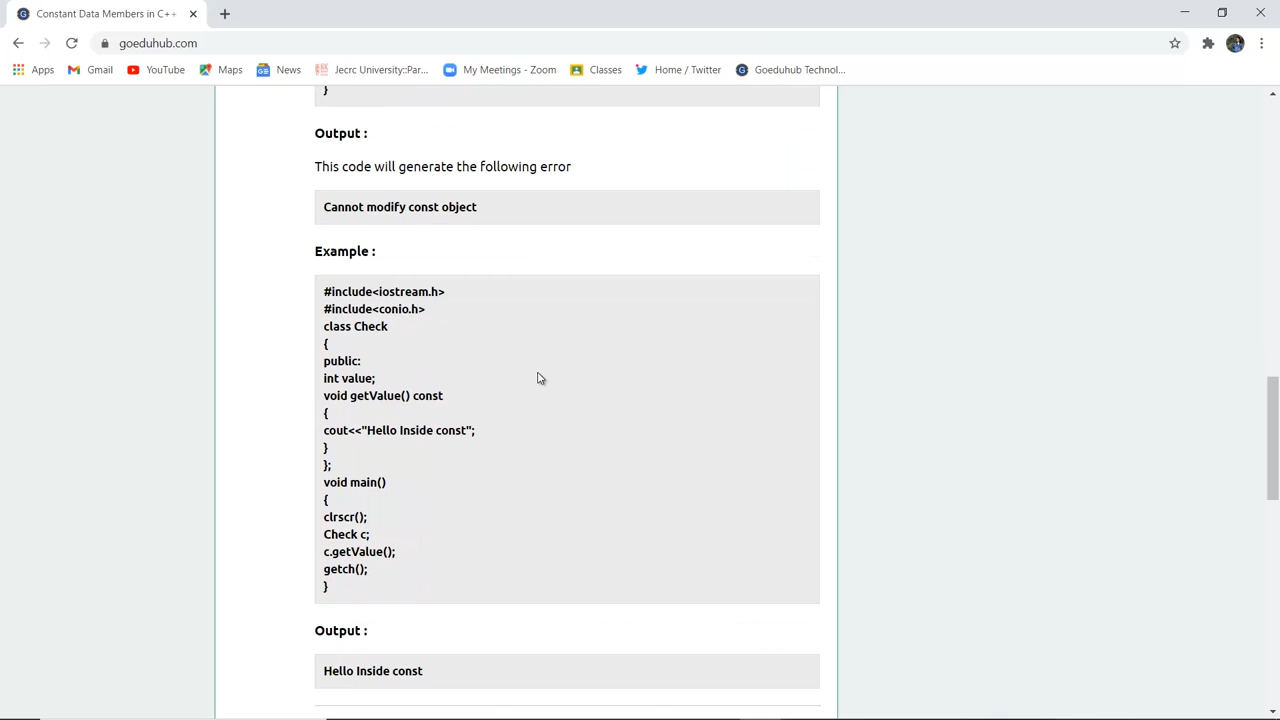 Constant Data Members in C++
goeduhub.com
Apps Gmail YouTube Maps News Jecrc University::Par... My Meetings - Zoom Classes Home / Twitter Goeduhub Technol...
}
Output :
This code will generate the following error
Cannot modify const object
Example :
#include<iostream.h>
#include<conio.h>
class Check
{
public:
int value;
void getValue() const
{
cout<<"Hello Inside const";
}
};
void main()
{
clrscr();
Check c;
c.getValue();
getch();
}
Output :
Hello Inside const